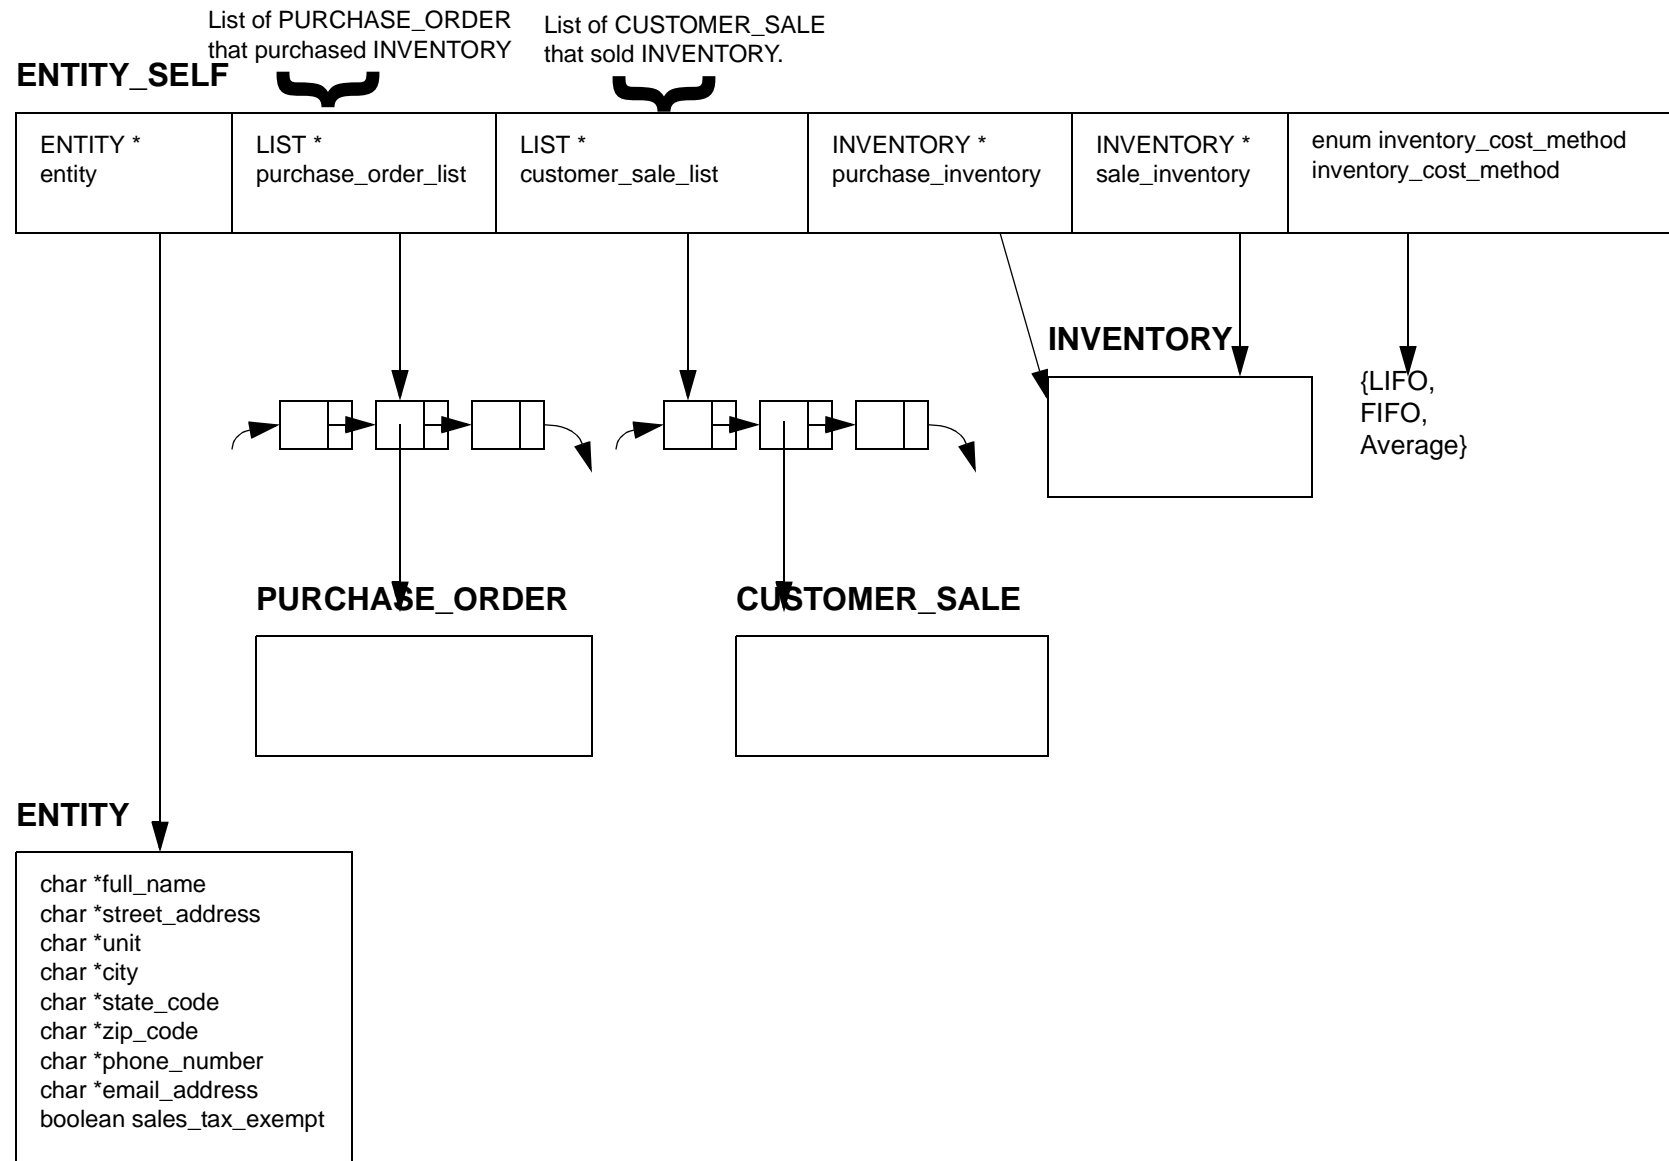 List of PURCHASE_ORDER
that purchased INVENTORY
List of CUSTOMER_SALE
that sold INVENTORY.
ENTITY_SELF
ENTITY *
entity
LIST *
purchase_order_list
LIST *
customer_sale_list
INVENTORY *
purchase_inventory
INVENTORY *
sale_inventory
enum inventory_cost_method
inventory_cost_method
INVENTORY
{LIFO,
FIFO,
Average}
PURCHASE_ORDER
CUSTOMER_SALE
ENTITY
char *full_name
char *street_address
char *unit
char *city
char *state_code
char *zip_code
char *phone_number
char *email_address
boolean sales_tax_exempt